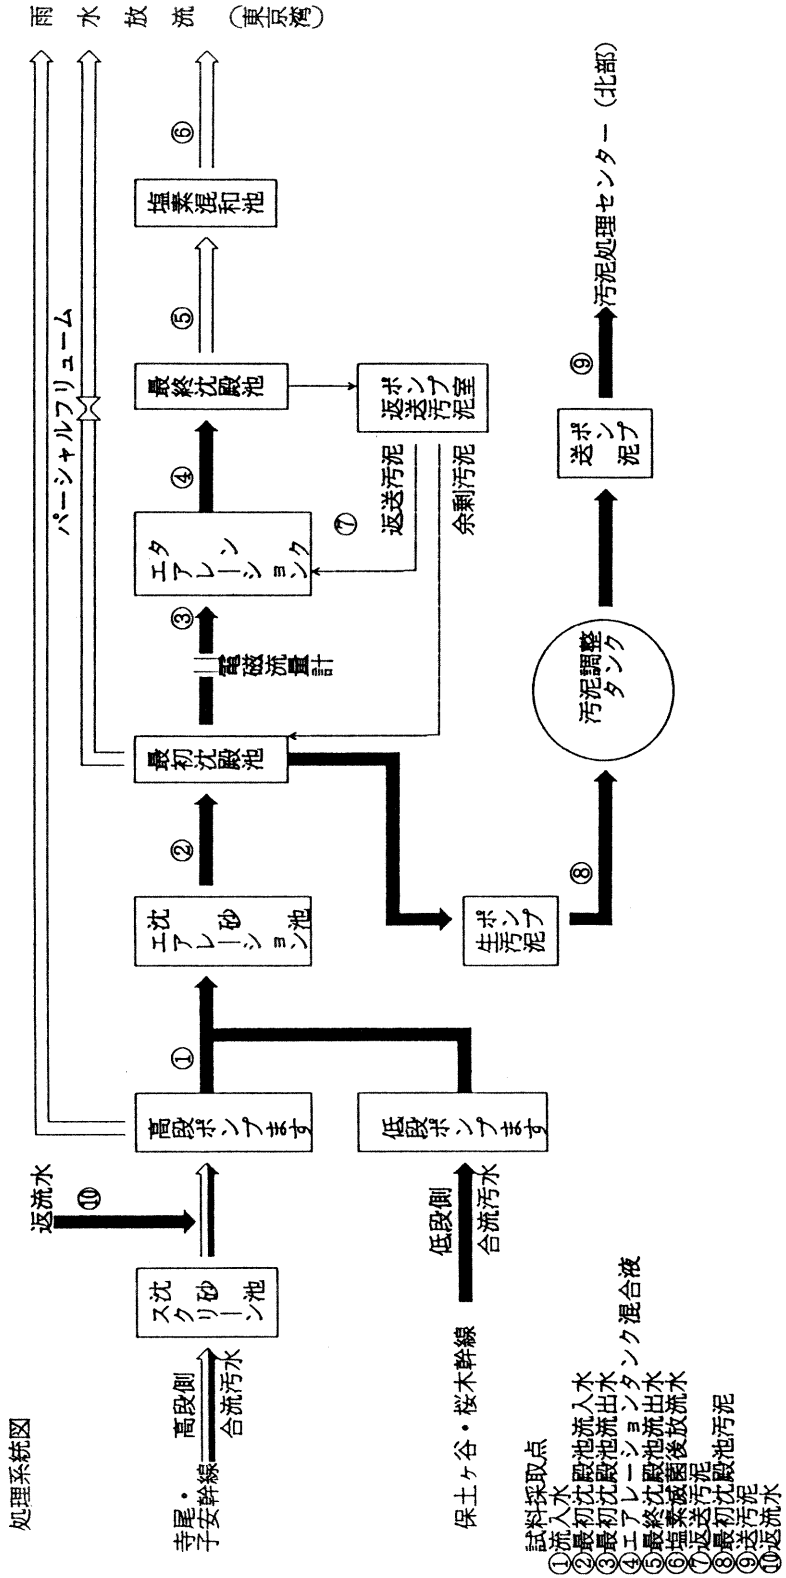 処理系統図
寺尾・
子安幹線
高段側
合流汚水
スクリーン
沈砂池
返流水
⑩
高段ポンプます
①
保土ヶ谷・桜木幹線
低段側
合流汚水
低段ポンプます
エアレーション
沈砂池
②
最初沈殿池
電磁流量計
③
エアレーション
タンク
④
最終沈殿池
⑤
塩素混和池
⑥
雨水放流(東京湾)
パーシャルフリューム
返送汚泥
ポンプ室
⑦
返送汚泥
余剰汚泥
生汚泥
ポンプ
⑧
汚泥調整
タンク
送泥
ポンプ
⑨
汚泥処理センター(北部)
試料採取点
①流入水
②最初沈殿池流入水
③最初沈殿池流出水
④エアレーションタンク混合液
⑤最終沈殿池流出水
⑥塩素滅菌後放流水
⑦返送汚泥
⑧最初沈殿池汚泥
⑨送汚泥
⑩返流水